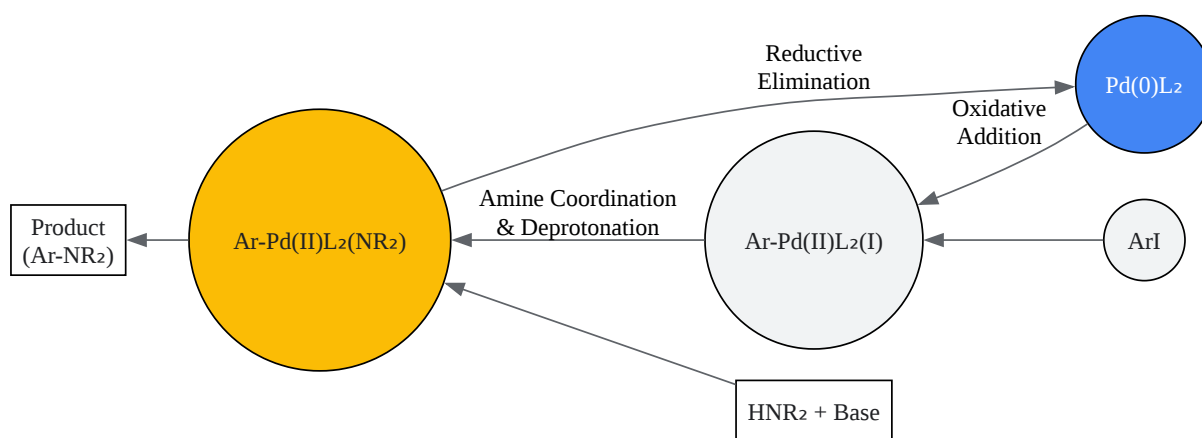 Reductive
Elimination
Pd(0)L₂
Oxidative
Addition
Amine Coordination
& Deprotonation
Product
(Ar-NR₂)
Ar-Pd(II)L₂(NR₂)
Ar-Pd(II)L₂(I)
ArI
HNR₂ + Base